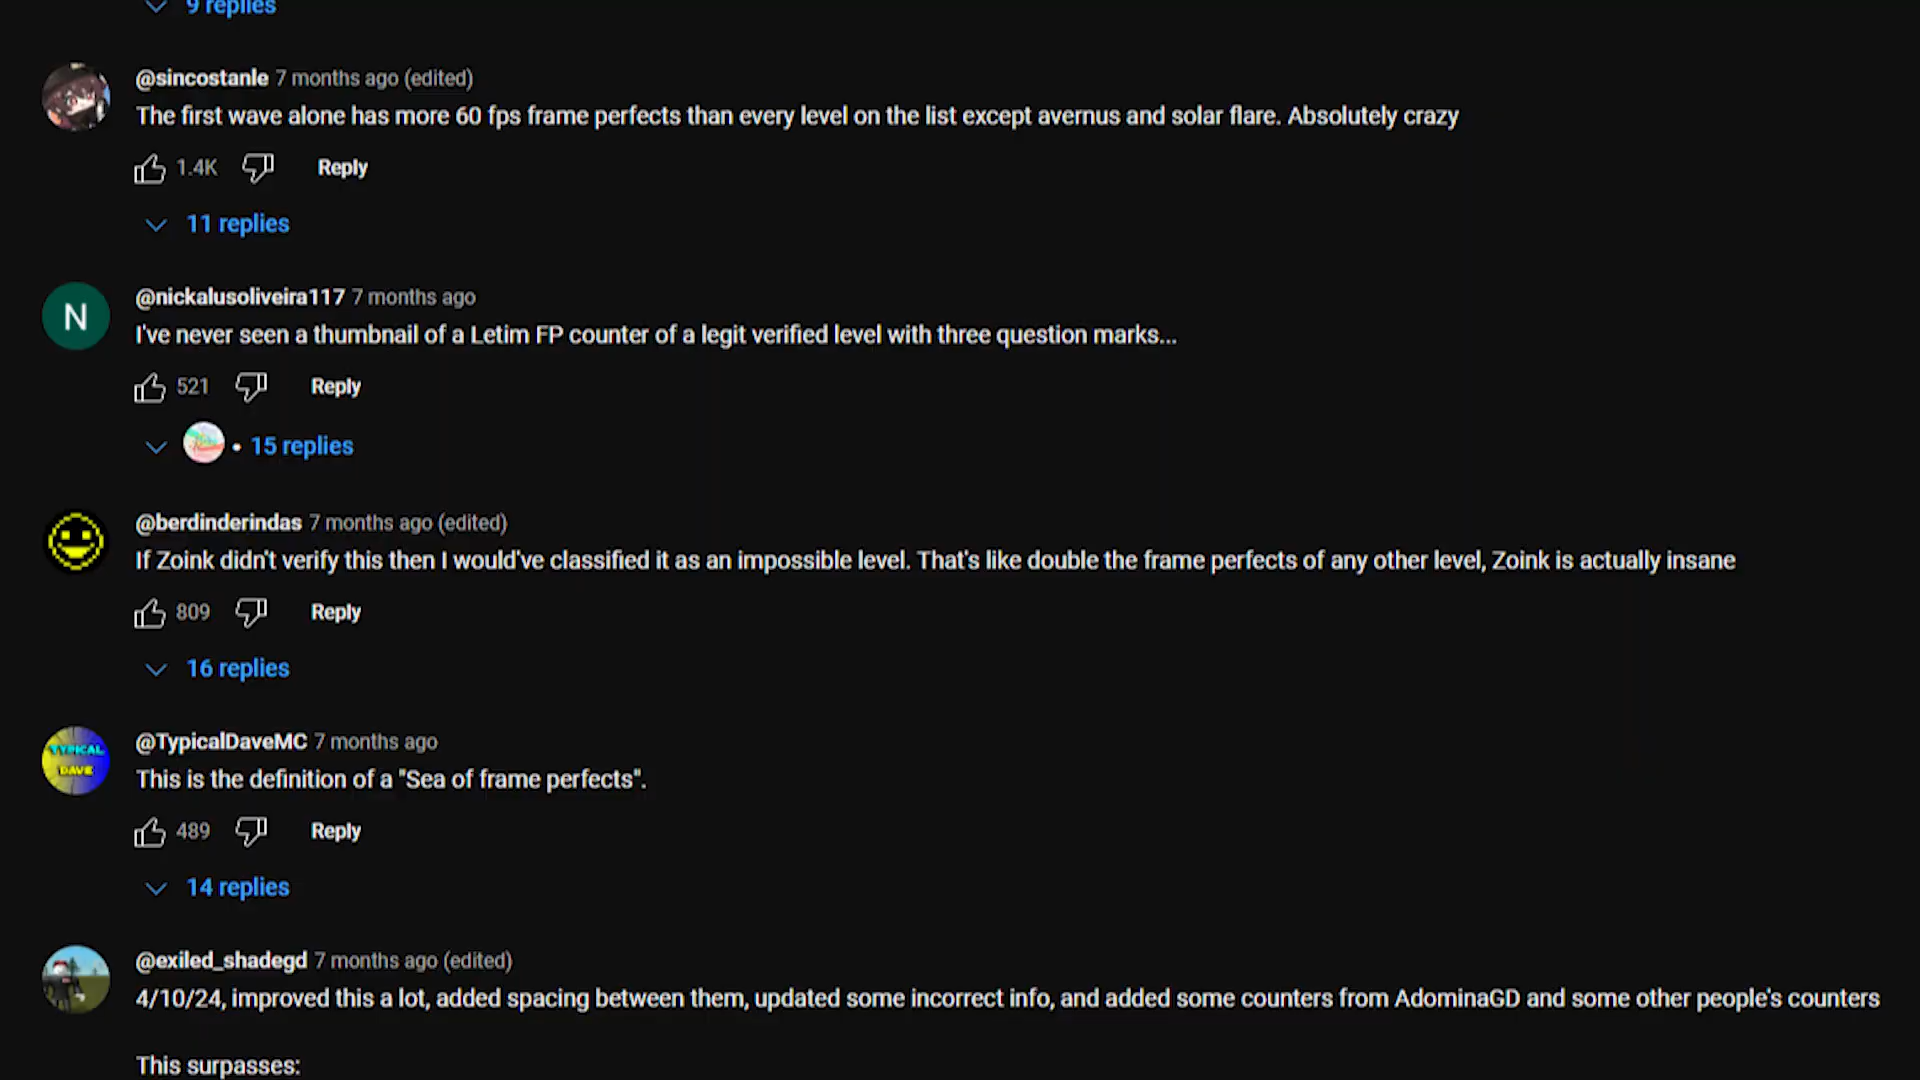 9 replies
@sincostanle 7 months ago (edited)
The first wave alone has more 60 fps frame perfects than every level on the list except avernus and solar flare. Absolutely crazy
1.4K Reply
11 replies
N
@nickalusoliveira117 7 months ago
I've never seen a thumbnail of a Letim FP counter of a legit verified level with three question marks...
521 Reply
• 15 replies
@berdinderindas 7 months ago (edited)
If Zoink didn't verify this then I would've classified it as an impossible level. That's like double the frame perfects of any other level, Zoink is actually insane
809 Reply
16 replies
TYPICAL
DAVE
@TypicalDaveMC 7 months ago
This is the definition of a "Sea of frame perfects".
489 Reply
14 replies
@exiled_shadegd 7 months ago (edited)
4/10/24, improved this a lot, added spacing between them, updated some incorrect info, and added some counters from AdominaGD and some other people's counters
This surpasses: